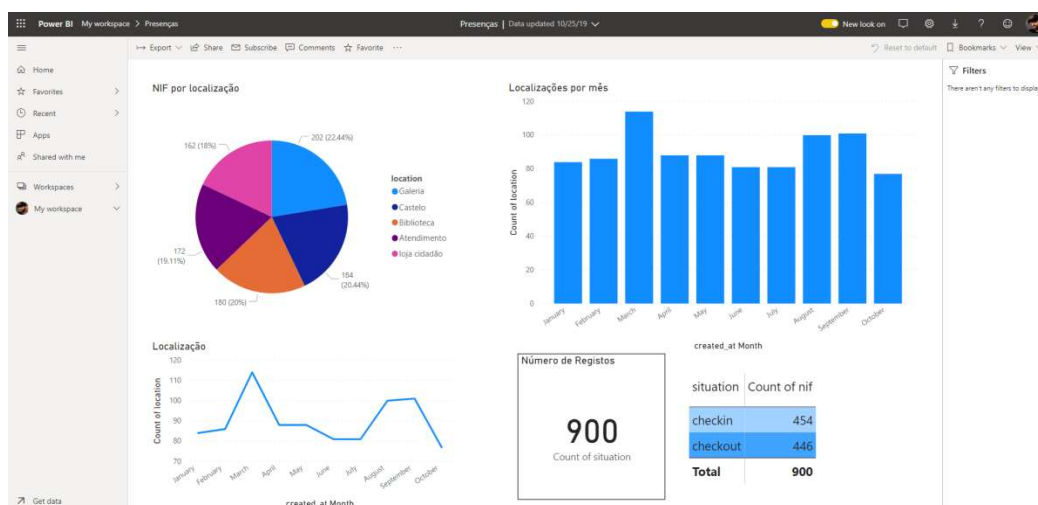 Power BI My workspace > Presenças
Presenças | Data updated 10/25/19
New look on
Export Share Subscribe Comments Favorite ...
Reset to default Bookmarks View
Home
Favorites
Recent
Apps
Shared with me
Workspaces
My workspace
Get data
NIF por localização
202 (22.44%)
162 (18%)
172
(19.11%)
180 (20%)
184
(20.44%)
location
Galeria
Castelo
Biblioteca
Atendimento
loja cidadão
Localizações por mês
Count of location
120
100
80
60
40
20
0
January
February
March
April
May
June
July
August
September
October
created_at Month
Localização
Count of location
120
110
100
90
80
70
January
February
March
April
May
June
July
August
September
October
created_at Month
Número de Registos
900
Count of situation
situation Count of nif
checkin 454
checkout 446
Total 900
Filters
There aren't any filters to display